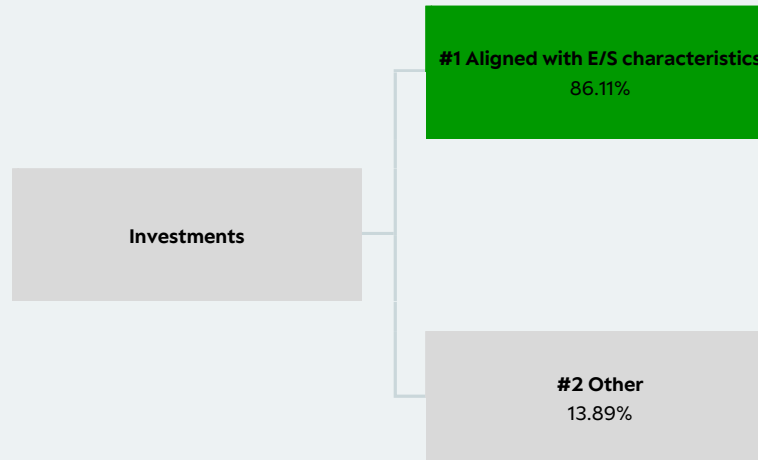 #1 Aligned with E/S characteristics
86.11%
Investments
#2 Other
13.89%